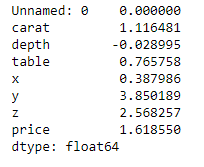 Unnamed: 0    0.000000
carat         1.116481
depth        -0.028995
table         0.765758
x             0.387986
y             3.850189
z             2.568257
price         1.618550
dtype: float64